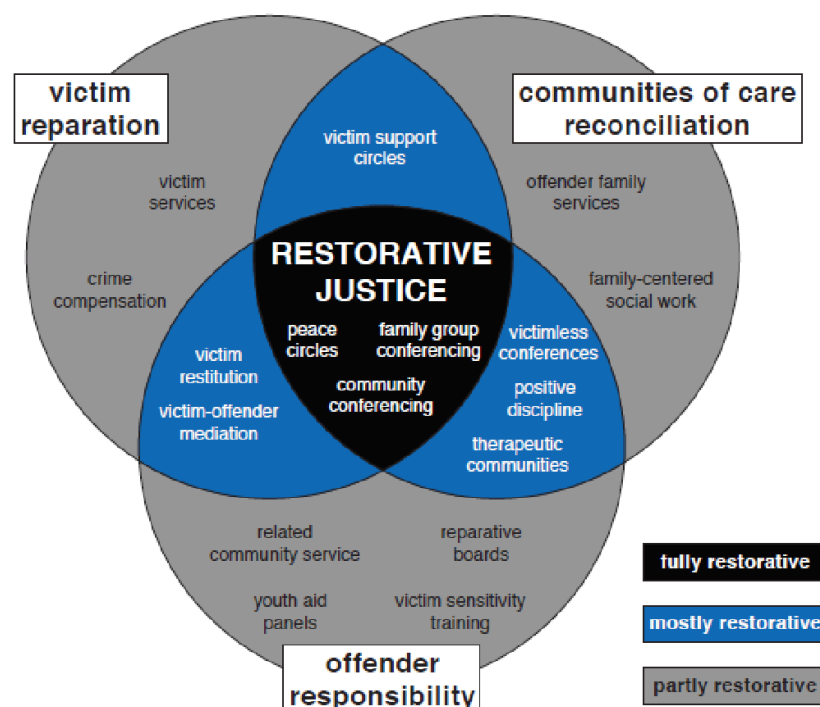 victim
reparation
communities of care
reconciliation
victim support
circles
victim
services
offender family
services
crime
compensation
family-centered
social work
RESTORATIVE
JUSTICE
peace
circles
family group
conferencing
community
conferencing
victim
restitution
victim-offender
mediation
victimless
conferences
positive
discipline
therapeutic
communities
related
community service
reparative
boards
youth aid
panels
victim sensitivity
training
offender
responsibility
fully restorative
mostly restorative
partly restorative